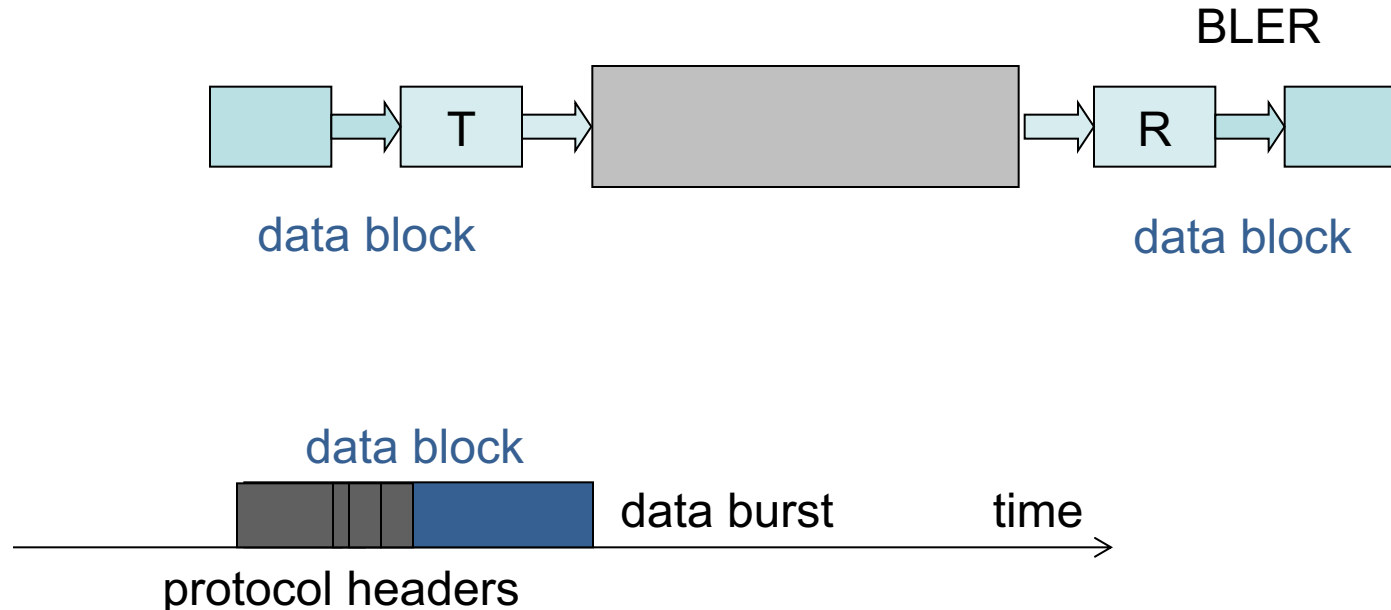 BLER
T
R
data block
data block
data block
data burst
time
protocol headers